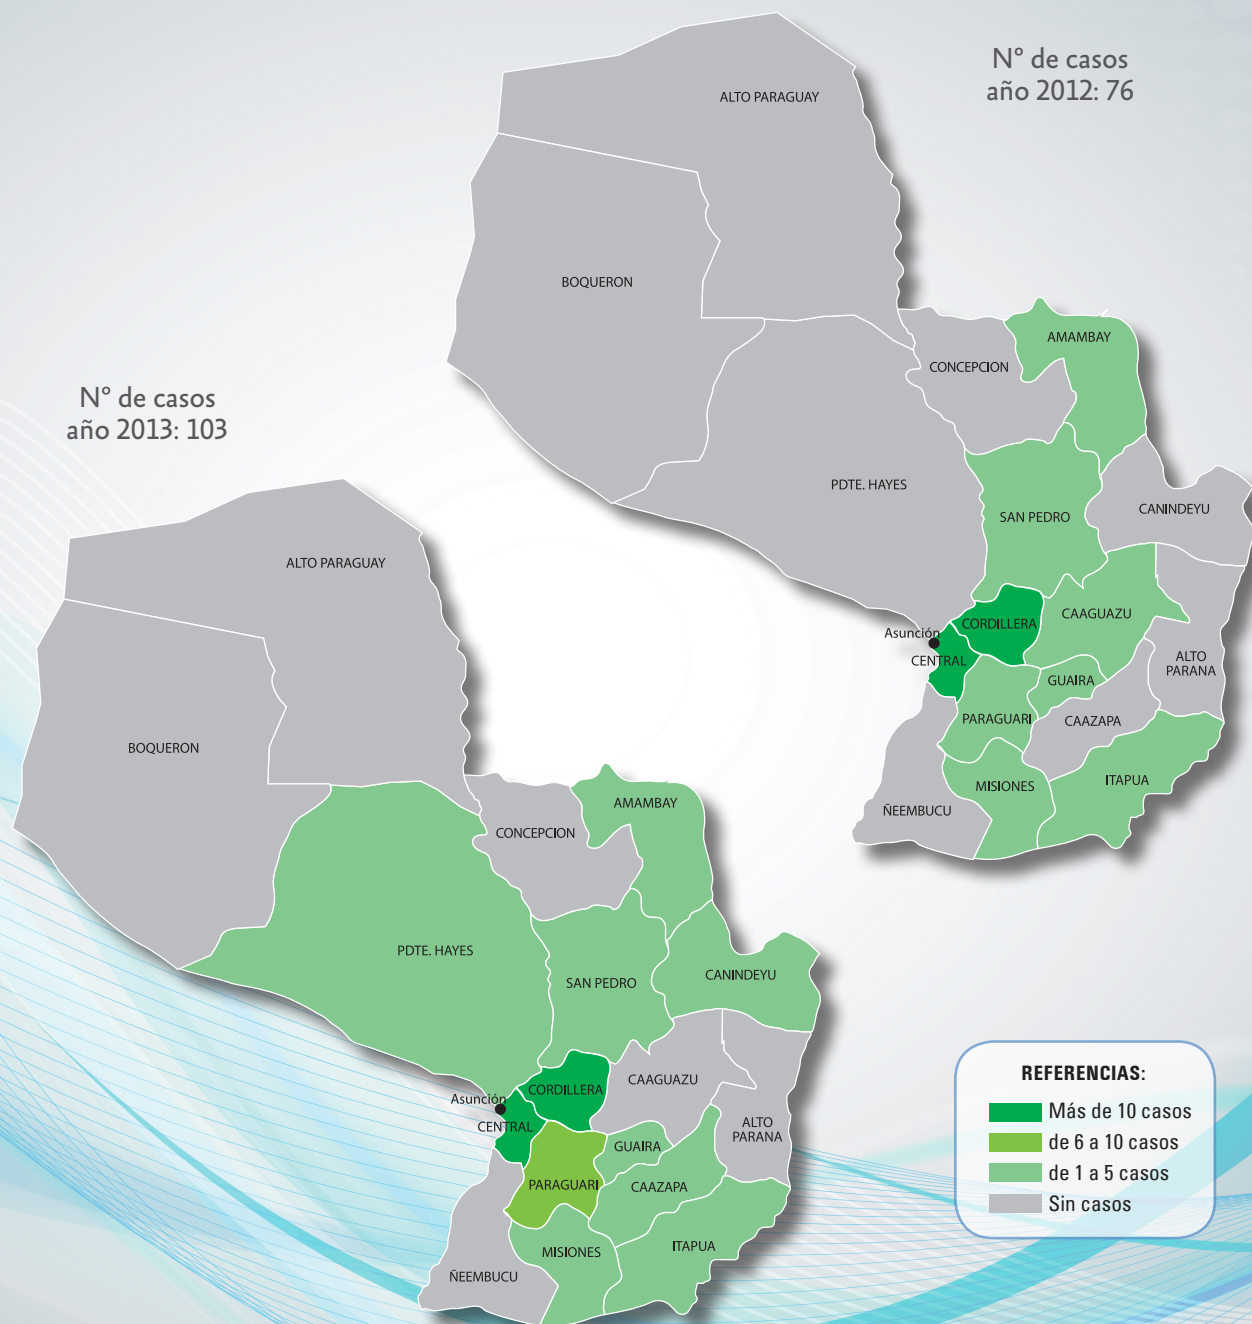 N° de casos
año 2012: 76
ALTO PARAGUAY
BOQUERON
AMAMBAY
CONCEPCION
PDTE. HAYES
SAN PEDRO
CANINDEYU
CAAGUAZU
CORDILLERA
Asunción
CENTRAL
ALTO
PARANA
GUAIRA
PARAGUARI
CAAZAPA
ITAPUA
MISIONES
ÑEEMBUCU
N° de casos
año 2013: 103
ALTO PARAGUAY
BOQUERON
AMAMBAY
CONCEPCION
PDTE. HAYES
CANINDEYU
SAN PEDRO
CAAGUAZU
CORDILLERA
Asunción
CENTRAL
ALTO
PARANA
GUAIRA
PARAGUARI
CAAZAPA
ITAPUA
MISIONES
ÑEEMBUCU
REFERENCIAS:
Más de 10 casos
de 6 a 10 casos
de 1 a 5 casos
Sin casos